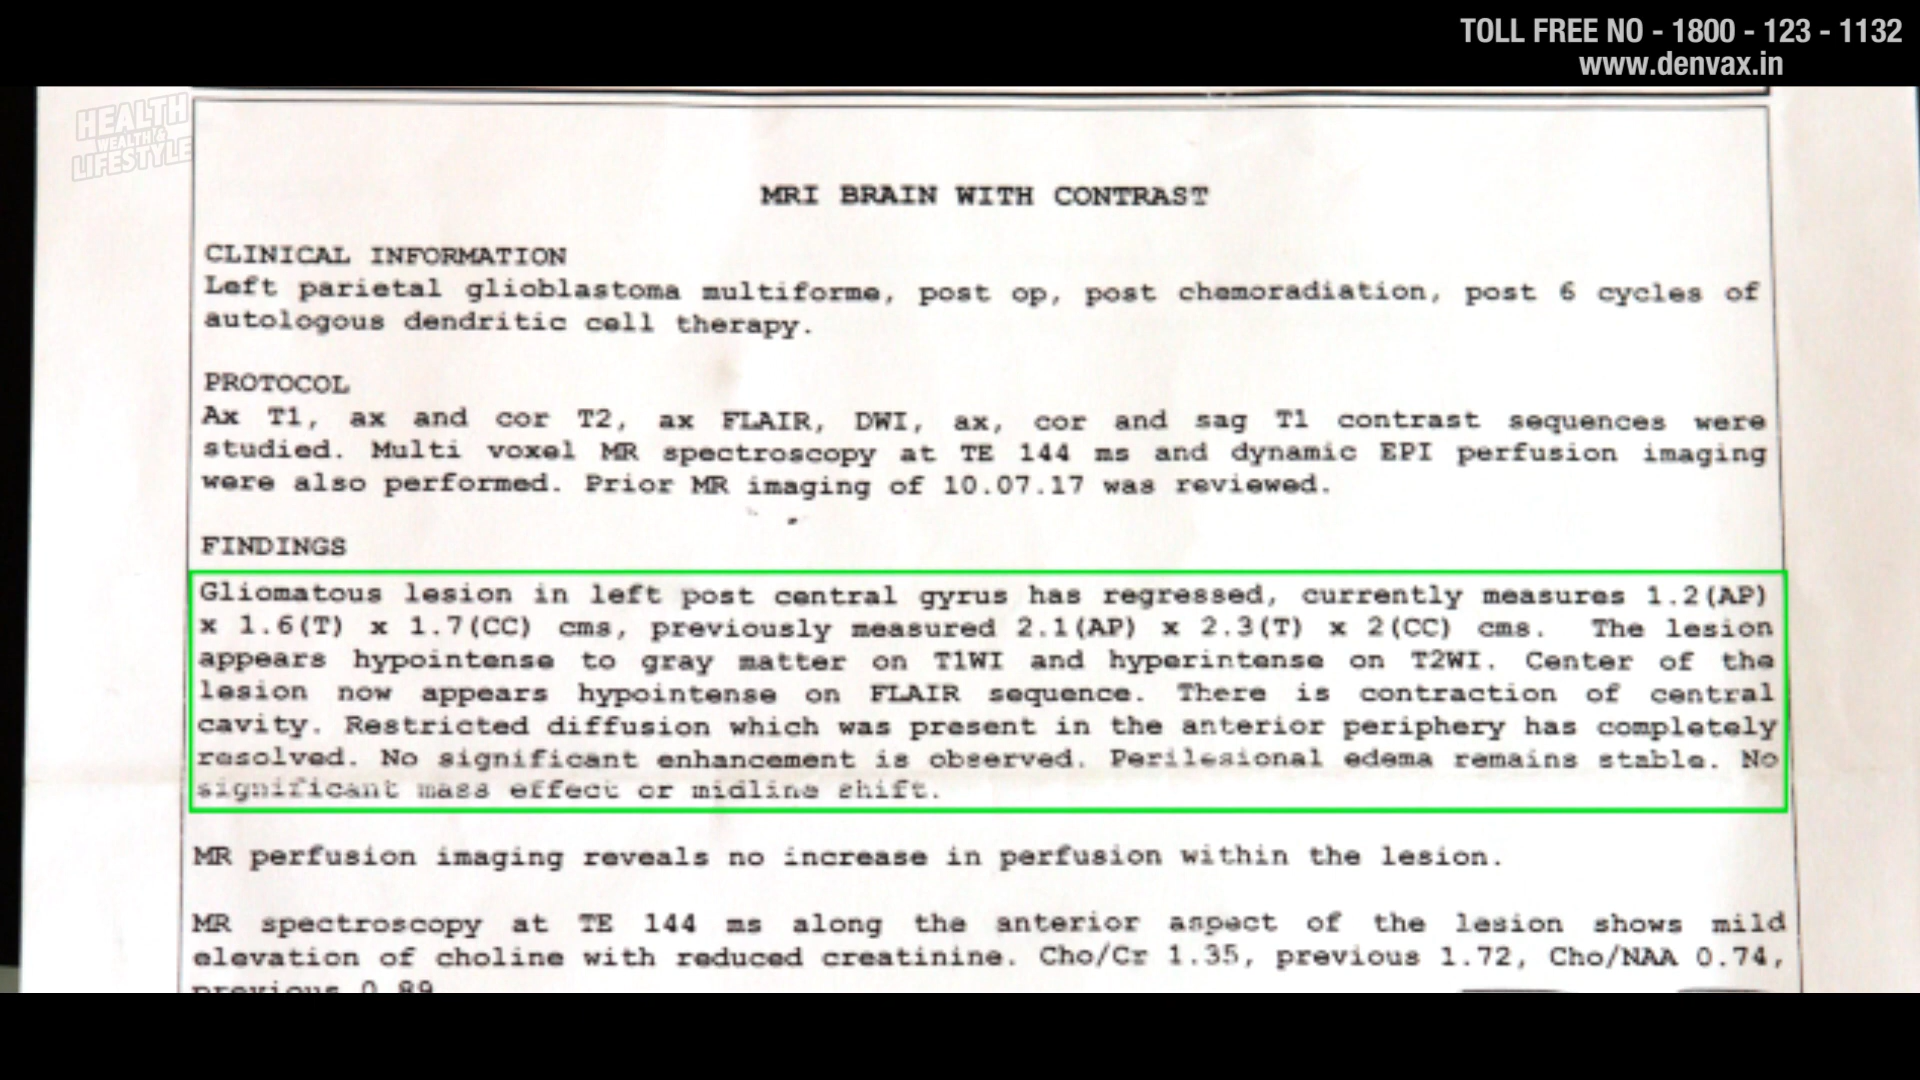 TOLL FREE NO - 1800 - 123 - 1132
www.denvax.in
HEALTH
WEALTH &
LIFESTYLE
MRI BRAIN WITH CONTRAST
CLINICAL INFORMATION
Left parietal glioblastoma multiforme, post op, post chemoradiation, post 6 cycles of
autologous dendritic cell therapy.
PROTOCOL
Ax T1, ax and cor T2, ax FLAIR, DWI, ax, cor and sag T1 contrast sequences were
studied. Multi voxel MR spectroscopy at TE 144 ms and dynamic EPI perfusion imaging
were also performed. Prior MR imaging of 10.07.17 was reviewed.
FINDINGS
Gliomatous lesion in left post central gyrus has regressed, currently measures 1.2(AP)
x 1.6(T) x 1.7(CC) cms, previously measured 2.1(AP) x 2.3(T) x 2(CC) cms. The lesion
appears hypointense to gray matter on T1WI and hyperintense on T2WI. Center of the
lesion now appears hypointense on FLAIR sequence. There is contraction of central
cavity. Restricted diffusion which was present in the anterior periphery has completely
resolved. No significant enhancement is observed. Perilesional edema remains stable. No
significant mass effect or midline shift.
MR perfusion imaging reveals no increase in perfusion within the lesion.
MR spectroscopy at TE 144 ms along the anterior aspect of the lesion shows mild
elevation of choline with reduced creatinine. Cho/Cr 1.35, previous 1.72, Cho/NAA 0.74,
previous 0.89